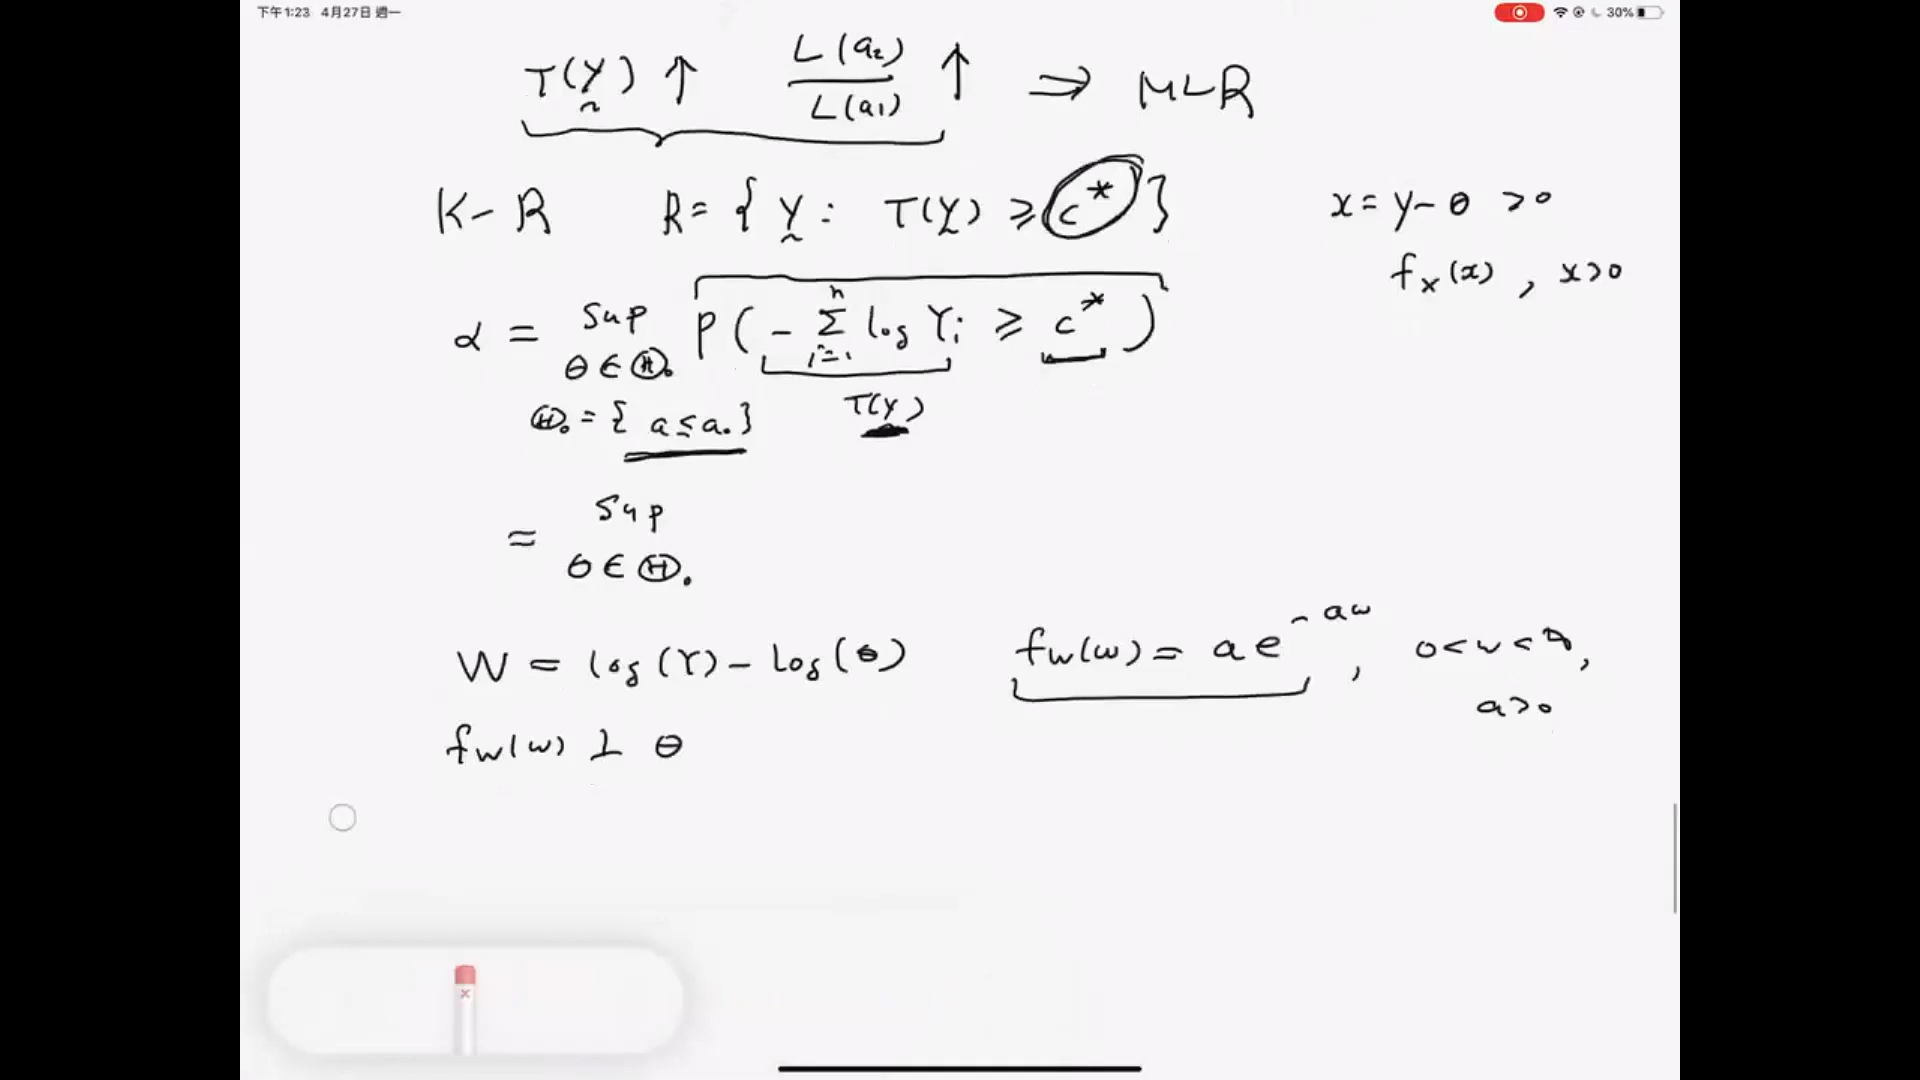 下午1:23 4月27日 週一 30%
T(Y) ↑ L(a₂)/L(a₁) ↑ ⇒ MLR
K-R R={ Y : T(Y) ≥ c* } x = y - θ > 0
fₓ(x) , x>0
α = sup θ∈Θ₀ P( - Σ i=1 n log Yᵢ ≥ c* )
Θ₀ = { a ≤ a₀ } T(Y)
= sup θ∈Θ₀
W = log(Y) - log(θ) f_W(w) = a e^{-aw} , 0<w<∞,
a>0
f_W(w) ⊥ θ